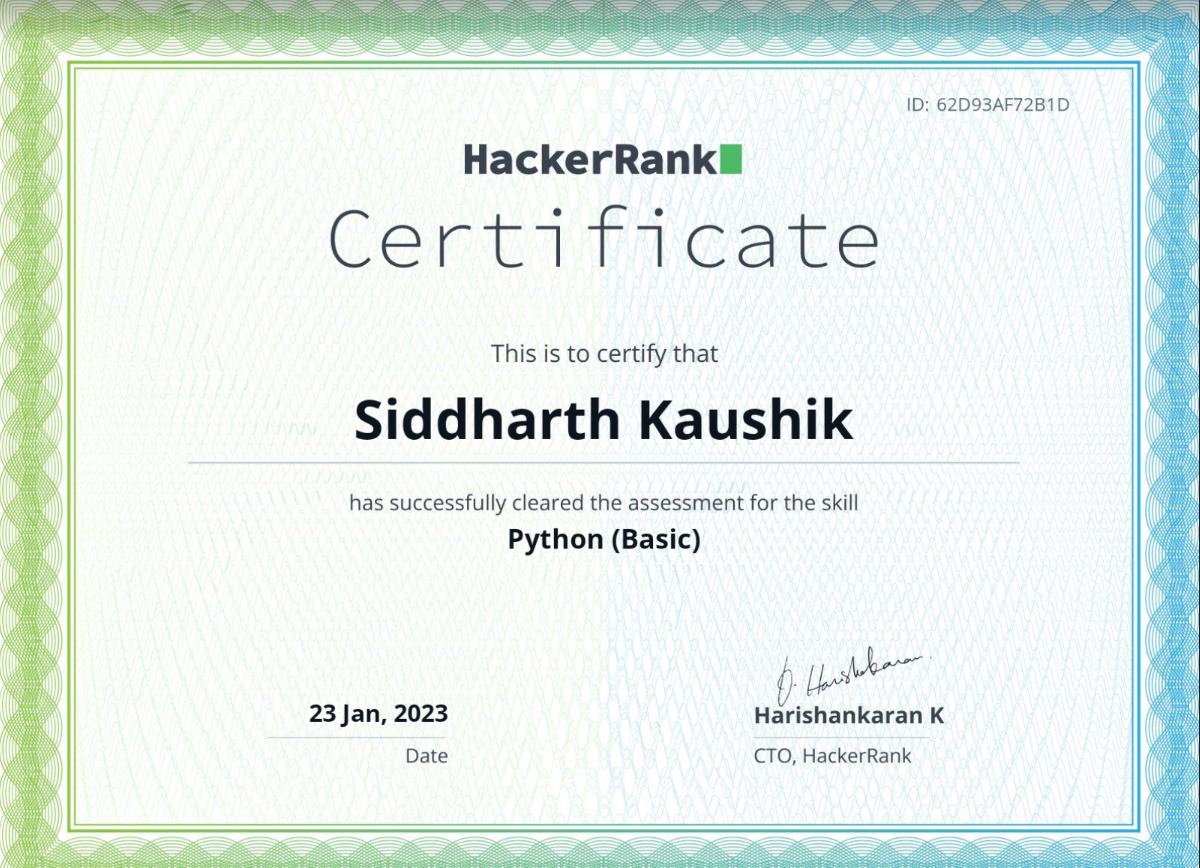 ID: 62D93AF72B1D
HackerRank
Certificate
This is to certify that
Siddharth Kaushik
has successfully cleared the assessment for the skill
Python (Basic)
23 Jan, 2023
Date
Harishankaran K
CTO, HackerRank